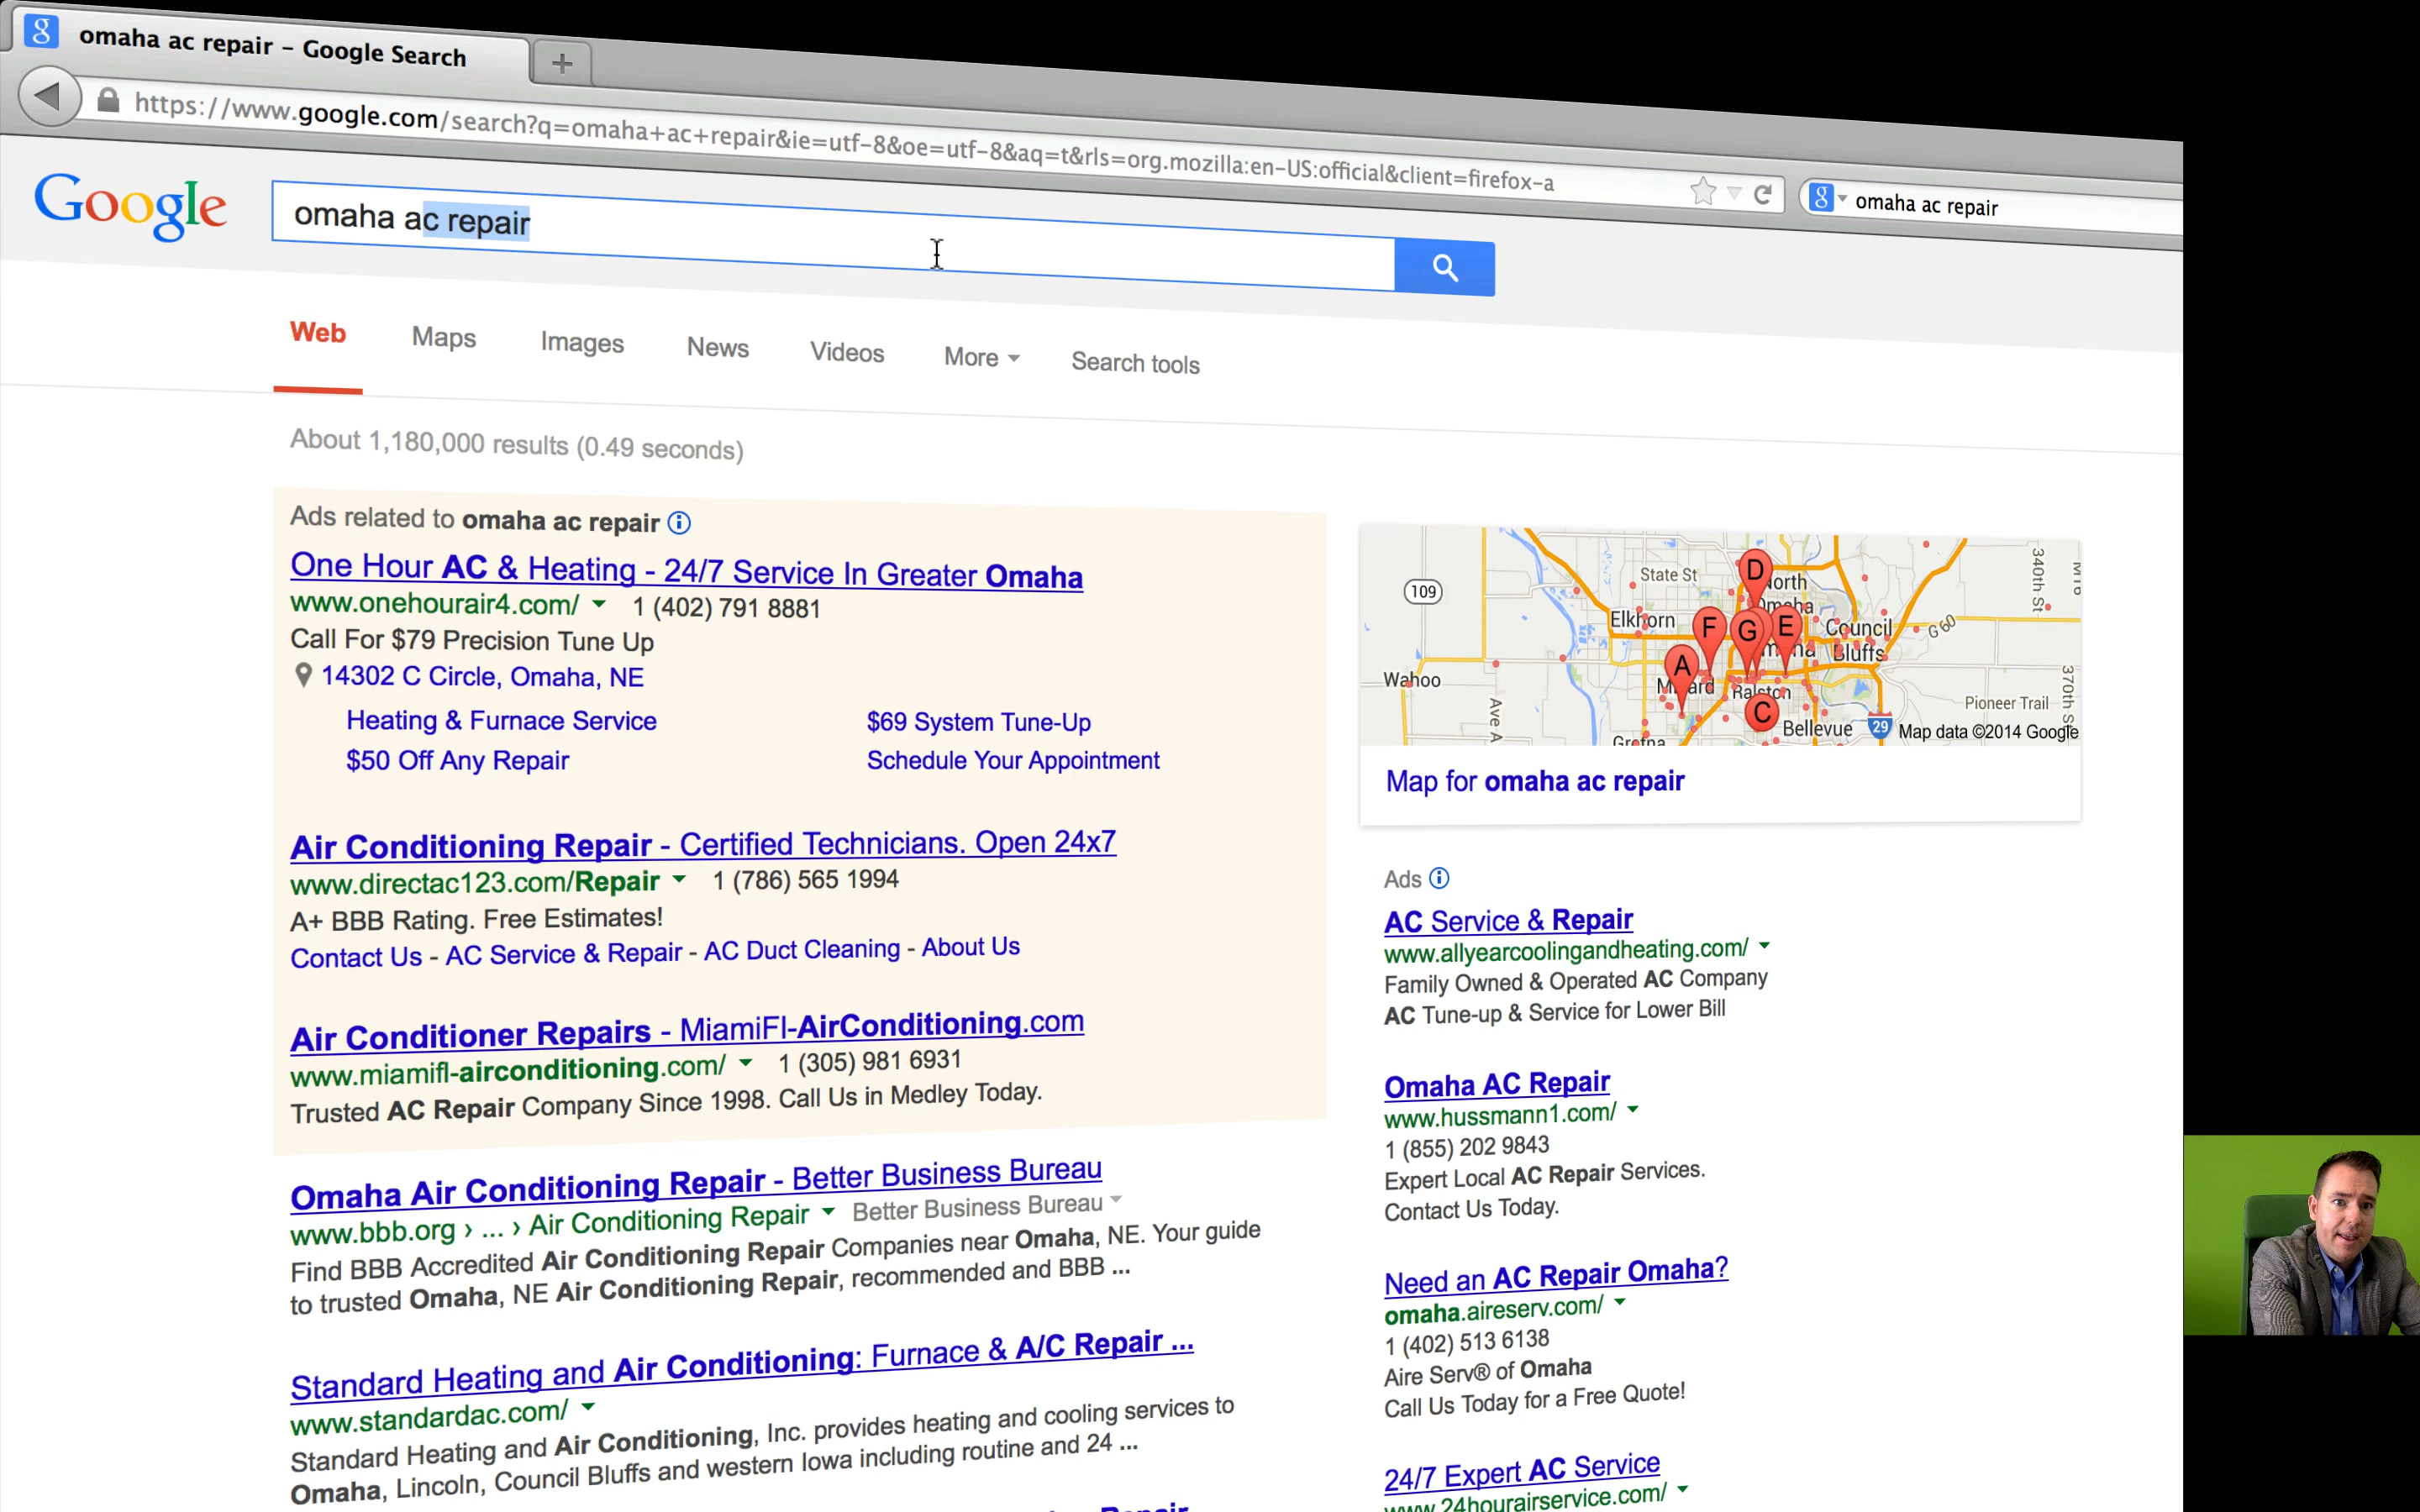 omaha ac repair – Google Search
https://www.google.com/search?q=omaha+ac+repair&ie=utf-8&oe=utf-8&aq=t&rls=org.mozilla:en-US:official&client=firefox-a
omaha ac repair
Google
omaha ac repair
Web Maps Images News Videos More Search tools
About 1,180,000 results (0.49 seconds)
Ads related to omaha ac repair
One Hour AC & Heating - 24/7 Service In Greater Omaha
www.onehourair4.com/ 1 (402) 791 8881
Call For $79 Precision Tune Up
14302 C Circle, Omaha, NE
Heating & Furnace Service $69 System Tune-Up
$50 Off Any Repair Schedule Your Appointment
Air Conditioning Repair - Certified Technicians. Open 24x7
www.directac123.com/Repair 1 (786) 565 1994
A+ BBB Rating. Free Estimates!
Contact Us - AC Service & Repair - AC Duct Cleaning - About Us
Air Conditioner Repairs - MiamiFl-AirConditioning.com
www.miamifl-airconditioning.com/ 1 (305) 981 6931
Trusted AC Repair Company Since 1998. Call Us in Medley Today.
Omaha Air Conditioning Repair - Better Business Bureau
www.bbb.org › ... › Air Conditioning Repair Better Business Bureau
Find BBB Accredited Air Conditioning Repair Companies near Omaha, NE. Your guide
to trusted Omaha, NE Air Conditioning Repair, recommended and BBB ...
Standard Heating and Air Conditioning: Furnace & A/C Repair ...
www.standardac.com/
Standard Heating and Air Conditioning, Inc. provides heating and cooling services to
Omaha, Lincoln, Council Bluffs and western Iowa including routine and 24 ...
Repair
109
State St
D
North
Omaha
Elkhorn
F
G
E
Council
Bluffs
G 60
340th St
A
Wahoo
Ralston
C
Ave A
Bellevue
29
Pioneer Trail
Gretna
Map data ©2014 Google
Map for omaha ac repair
Ads
AC Service & Repair
www.allyearcoolingandheating.com/
Family Owned & Operated AC Company
AC Tune-up & Service for Lower Bill
Omaha AC Repair
www.hussmann1.com/
1 (855) 202 9843
Expert Local AC Repair Services.
Contact Us Today.
Need an AC Repair Omaha?
omaha.aireserv.com/
1 (402) 513 6138
Aire Serv® of Omaha
Call Us Today for a Free Quote!
24/7 Expert AC Service
www.24hourairservice.com/